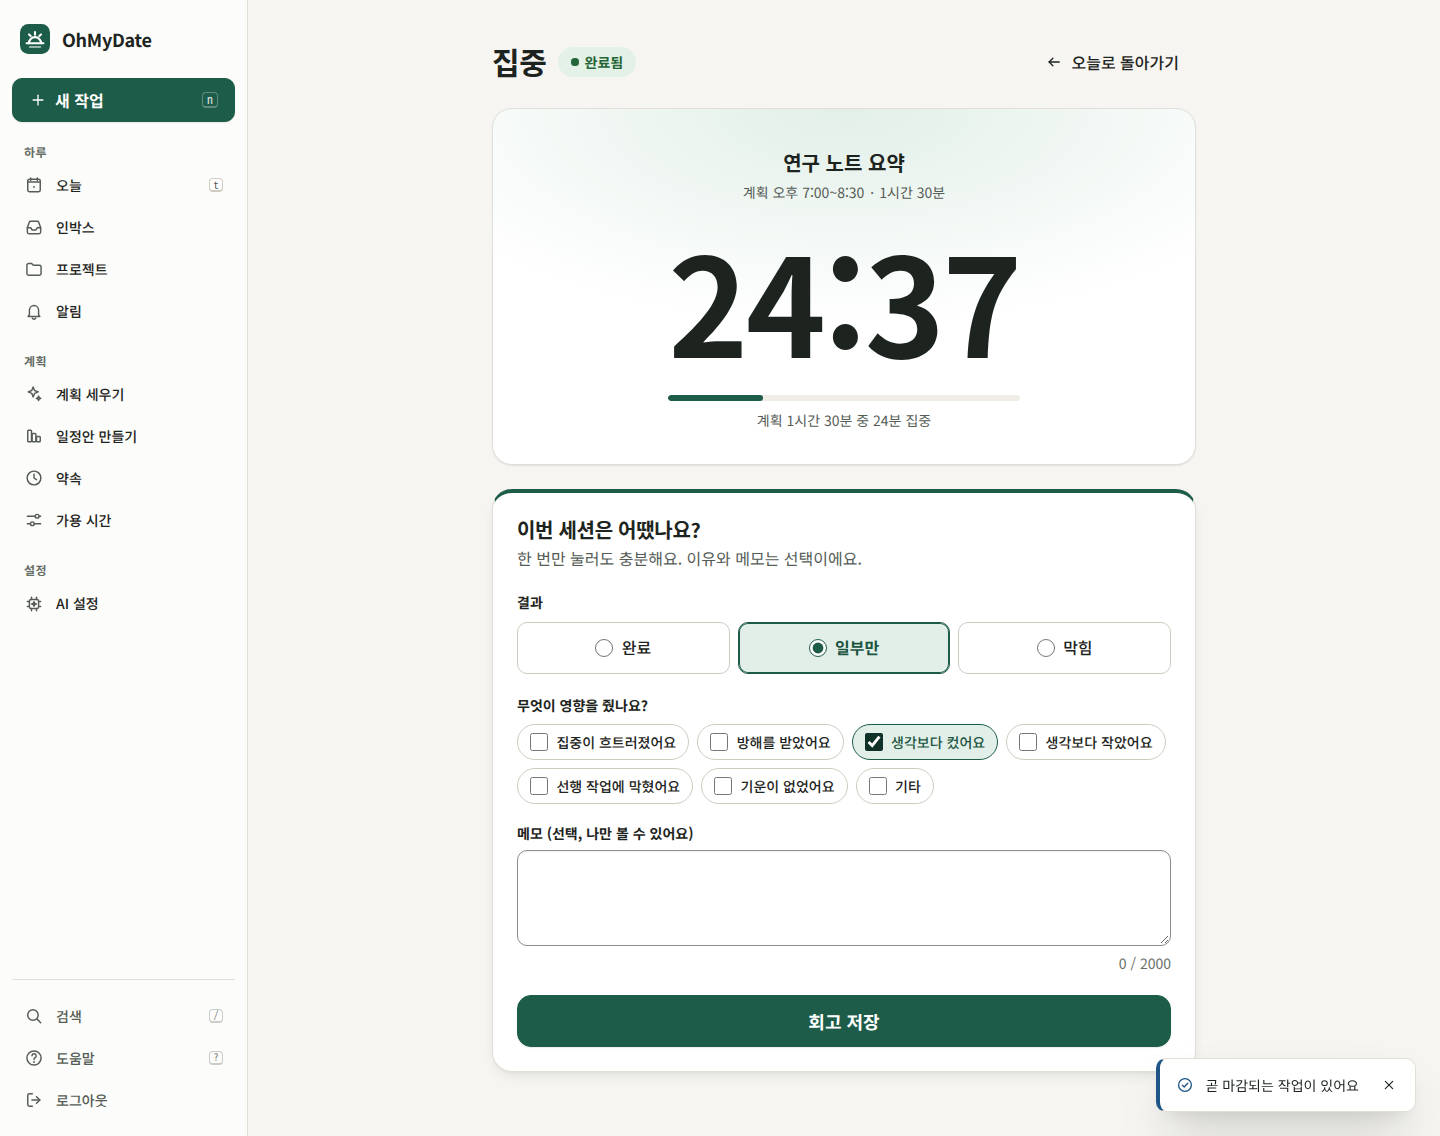 OhMyDate
새 작업 n
하루
오늘 t
인박스
프로젝트
알림
계획
계획 세우기
일정안 만들기
약속
가용 시간
설정
AI 설정
검색 /
도움말 ?
로그아웃
집중 완료됨 오늘로 돌아가기
연구 노트 요약
계획 오후 7:00~8:30 · 1시간 30분
24:37
계획 1시간 30분 중 24분 집중
이번 세션은 어땠나요?
한 번만 눌러도 충분해요. 이유와 메모는 선택이에요.
결과
완료 일부만 막힘
무엇이 영향을 줬나요?
집중이 흐트러졌어요 방해를 받았어요 생각보다 컸어요 생각보다 작았어요
선행 작업에 막혔어요 기운이 없었어요 기타
메모 (선택, 나만 볼 수 있어요)
0 / 2000
회고 저장
곧 마감되는 작업이 있어요